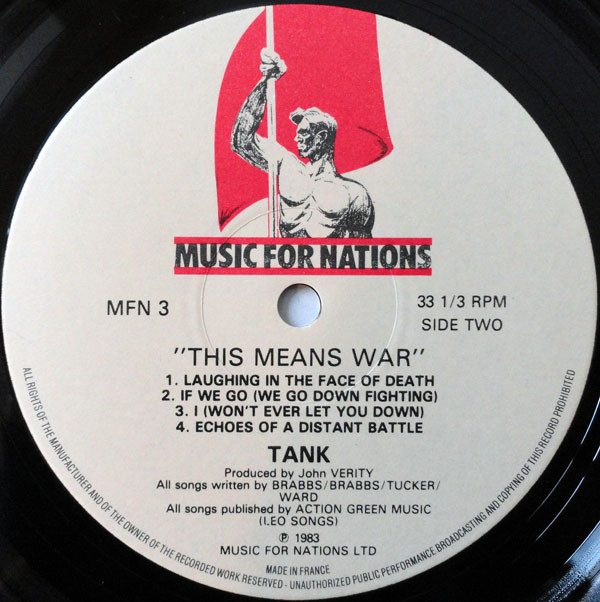 MUSIC FOR NATIONS
MFN 3
33 1/3 RPM
SIDE TWO
"THIS MEANS WAR"
1. LAUGHING IN THE FACE OF DEATH
2. IF WE GO (WE GO DOWN FIGHTING)
3. I (WON'T EVER LET YOU DOWN)
4. ECHOES OF A DISTANT BATTLE
TANK
Produced by John VERITY
All songs written by BRABBS/BRABBS/TUCKER/
WARD
All songs published by ACTION GREEN MUSIC
(LEO SONGS)
℗ 1983
MUSIC FOR NATIONS LTD
MADE IN FRANCE
ALL RIGHTS OF THE MANUFACTURER AND OF THE OWNER OF THE RECORDED WORK RESERVED - UNAUTHORIZED PUBLIC PERFORMANCE BROADCASTING AND COPYING OF THIS RECORD PROHIBITED